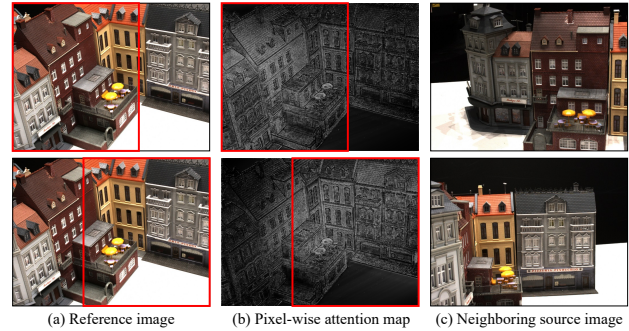 (a) Reference image
(b) Pixel-wise attention map
(c) Neighboring source image